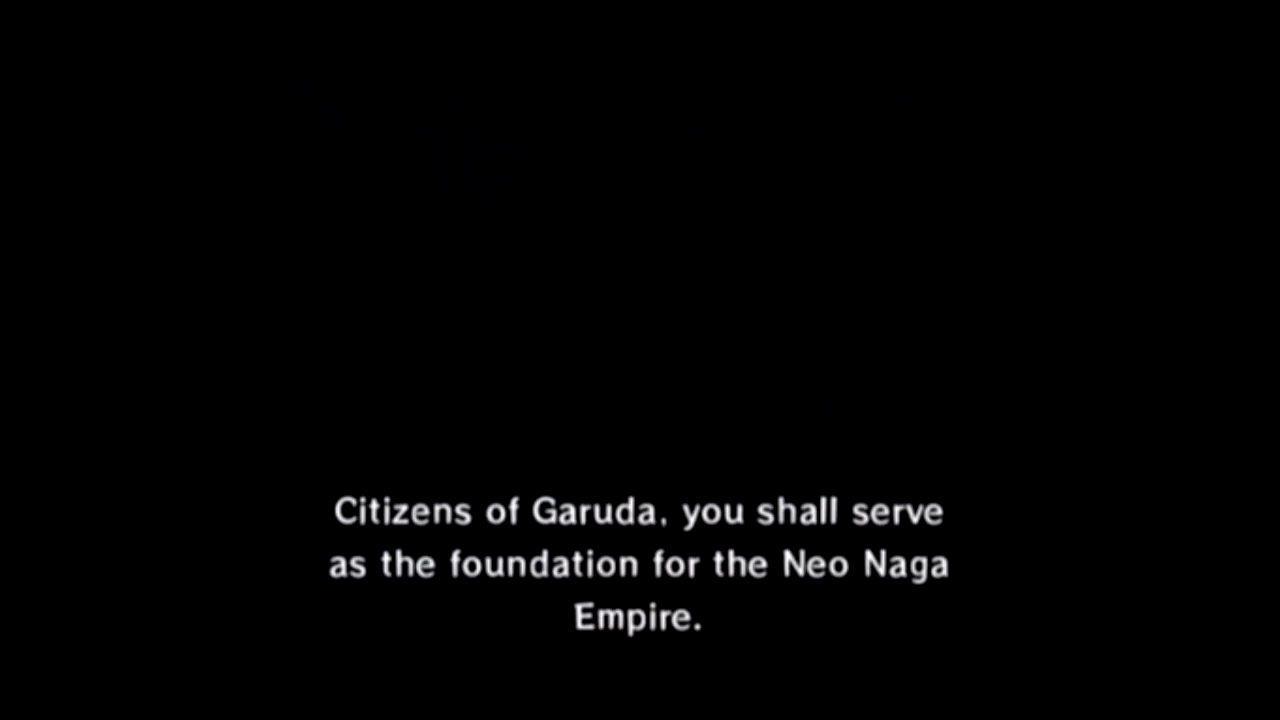 Citizens of Garuda, you shall serve
as the foundation for the Neo Naga
Empire.